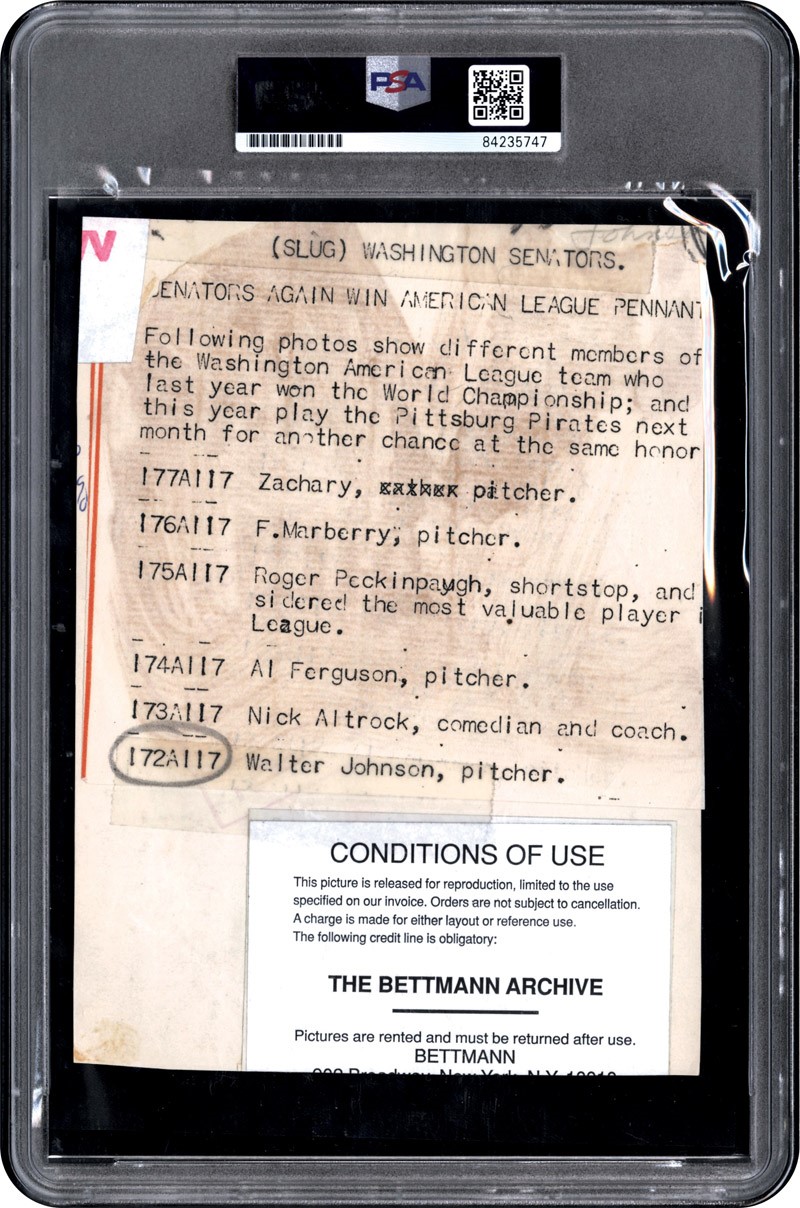 PSA
84235747
(SLUG) WASHINGTON SENATORS.
SENATORS AGAIN WIN AMERICAN LEAGUE PENNANT
Following photos show different members of
the Washington American League team who
last year won the World Championship; and
this year play the Pittsburg Pirates next
month for another chance at the same honor
177A117 Zachary, pitcher.
176A117 F.Marberry; pitcher.
175A117 Roger Peckinpaugh, shortstop, and
sidered the most valuable player i
League.
174A117 Al Ferguson, pitcher.
173A117 Nick Altrock, comedian and coach.
172A117 Walter Johnson, pitcher.
CONDITIONS OF USE
This picture is released for reproduction, limited to the use
specified on our invoice. Orders are not subject to cancellation.
A charge is made for either layout or reference use.
The following credit line is obligatory:
THE BETTMANN ARCHIVE
Pictures are rented and must be returned after use.
BETTMANN
902 Broadway, New York, N.Y. 10010